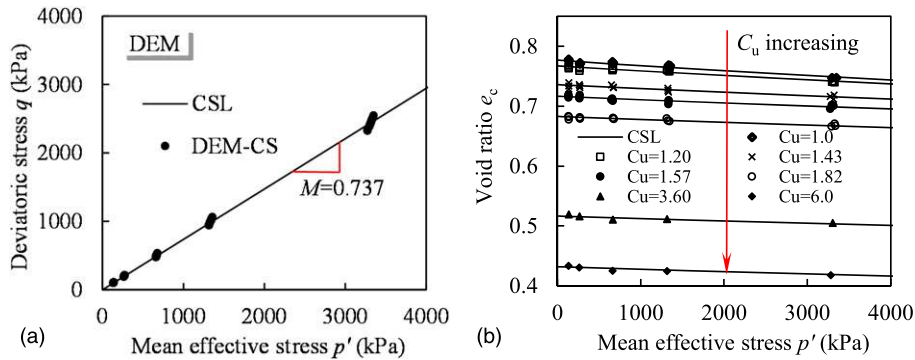 4000
3000
2000
1000
0
Deviatoric stress q (kPa)
DEM
CSL
DEM-CS
M=0.737
0 1000 2000 3000 4000
Mean effective stress p' (kPa)
(a)
0.8
0.7
0.6
0.5
0.4
Void ratio ec
Cu increasing
CSL
Cu=1.0
Cu=1.20
Cu=1.43
Cu=1.57
Cu=1.82
Cu=3.60
Cu=6.0
0 1000 2000 3000 4000
Mean effective stress p' (kPa)
(b)